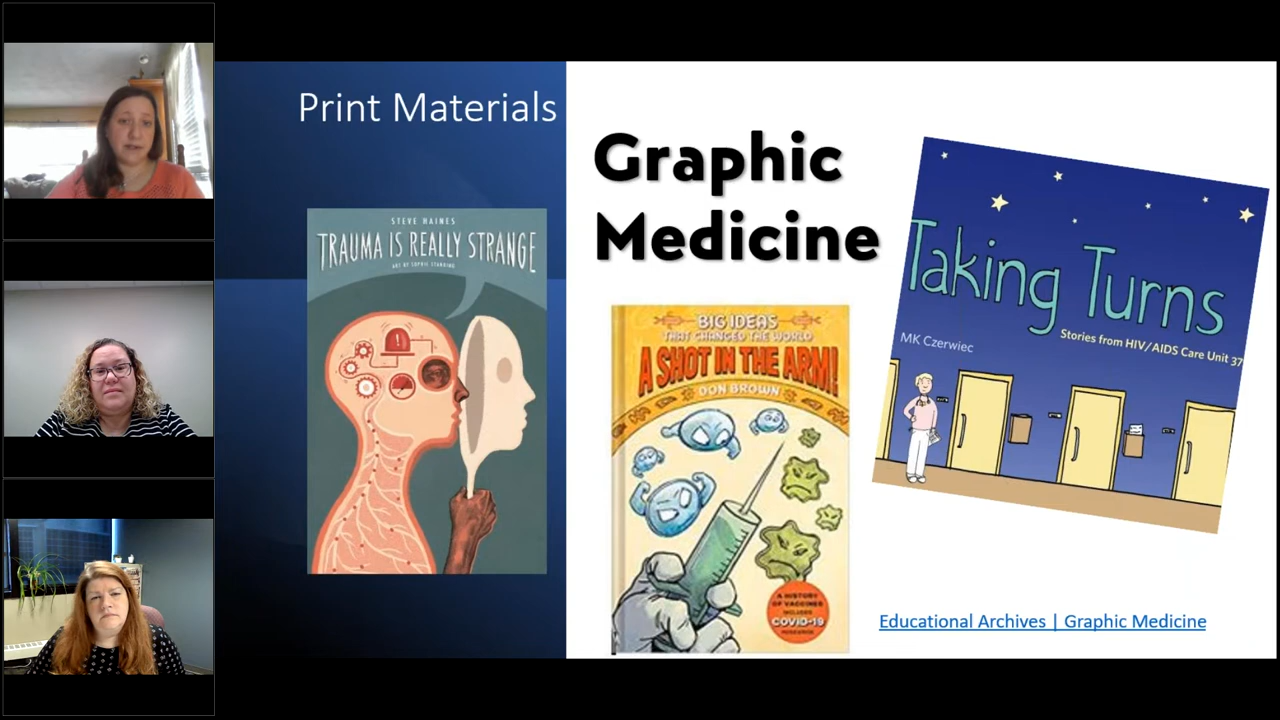 Print Materials
STEVE HAINES
TRAUMA IS REALLY STRANGE
ART BY SOPHIE STANDING
Graphic
Medicine
BIG IDEAS
THAT CHANGED THE WORLD
A SHOT IN THE ARM!
DON BROWN
A HISTORY
OF VACCINES
INCLUDES
COVID-19
Taking Turns
Stories from HIV/AIDS Care Unit 37
MK Czerwiec
Educational Archives | Graphic Medicine